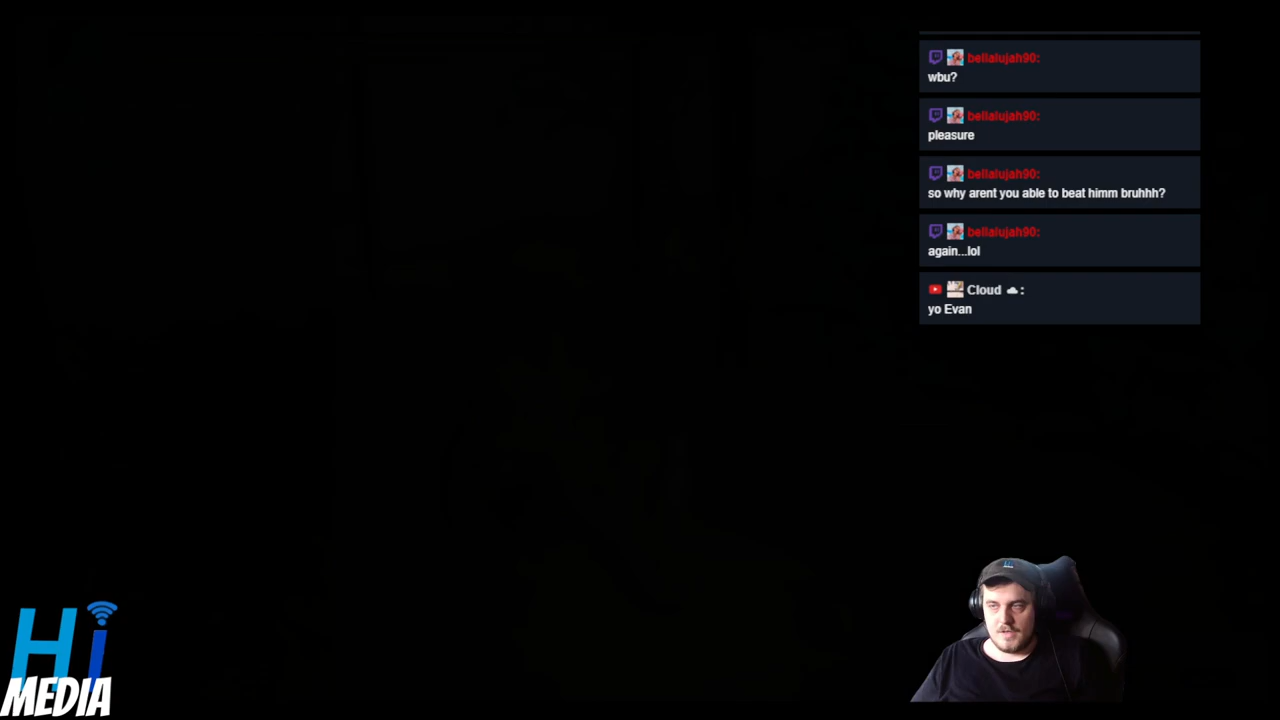 bellalujah90:
wbu?
bellalujah90:
pleasure
bellalujah90:
so why arent you able to beat himm bruhhh?
bellalujah90:
again...lol
Cloud ☁:
yo Evan
Hi
MEDIA